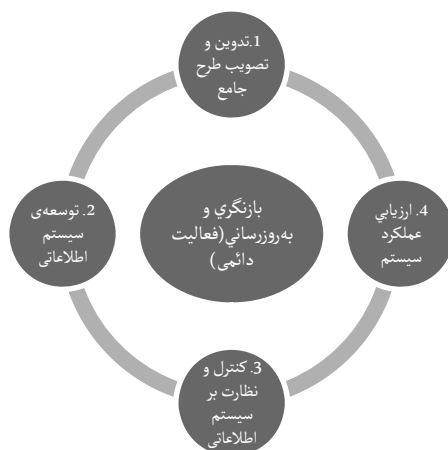 1.تدوین و
تصویب طرح
جامع
2. توسعه‌ی
سیستم
اطلاعاتی
3. کنترل و
نظارت بر
سیستم
اطلاعاتی
4. ارزیابي
عملکرد
سیستم
بازنگري و
به‌روزرساني(فعالیت
دائمی)